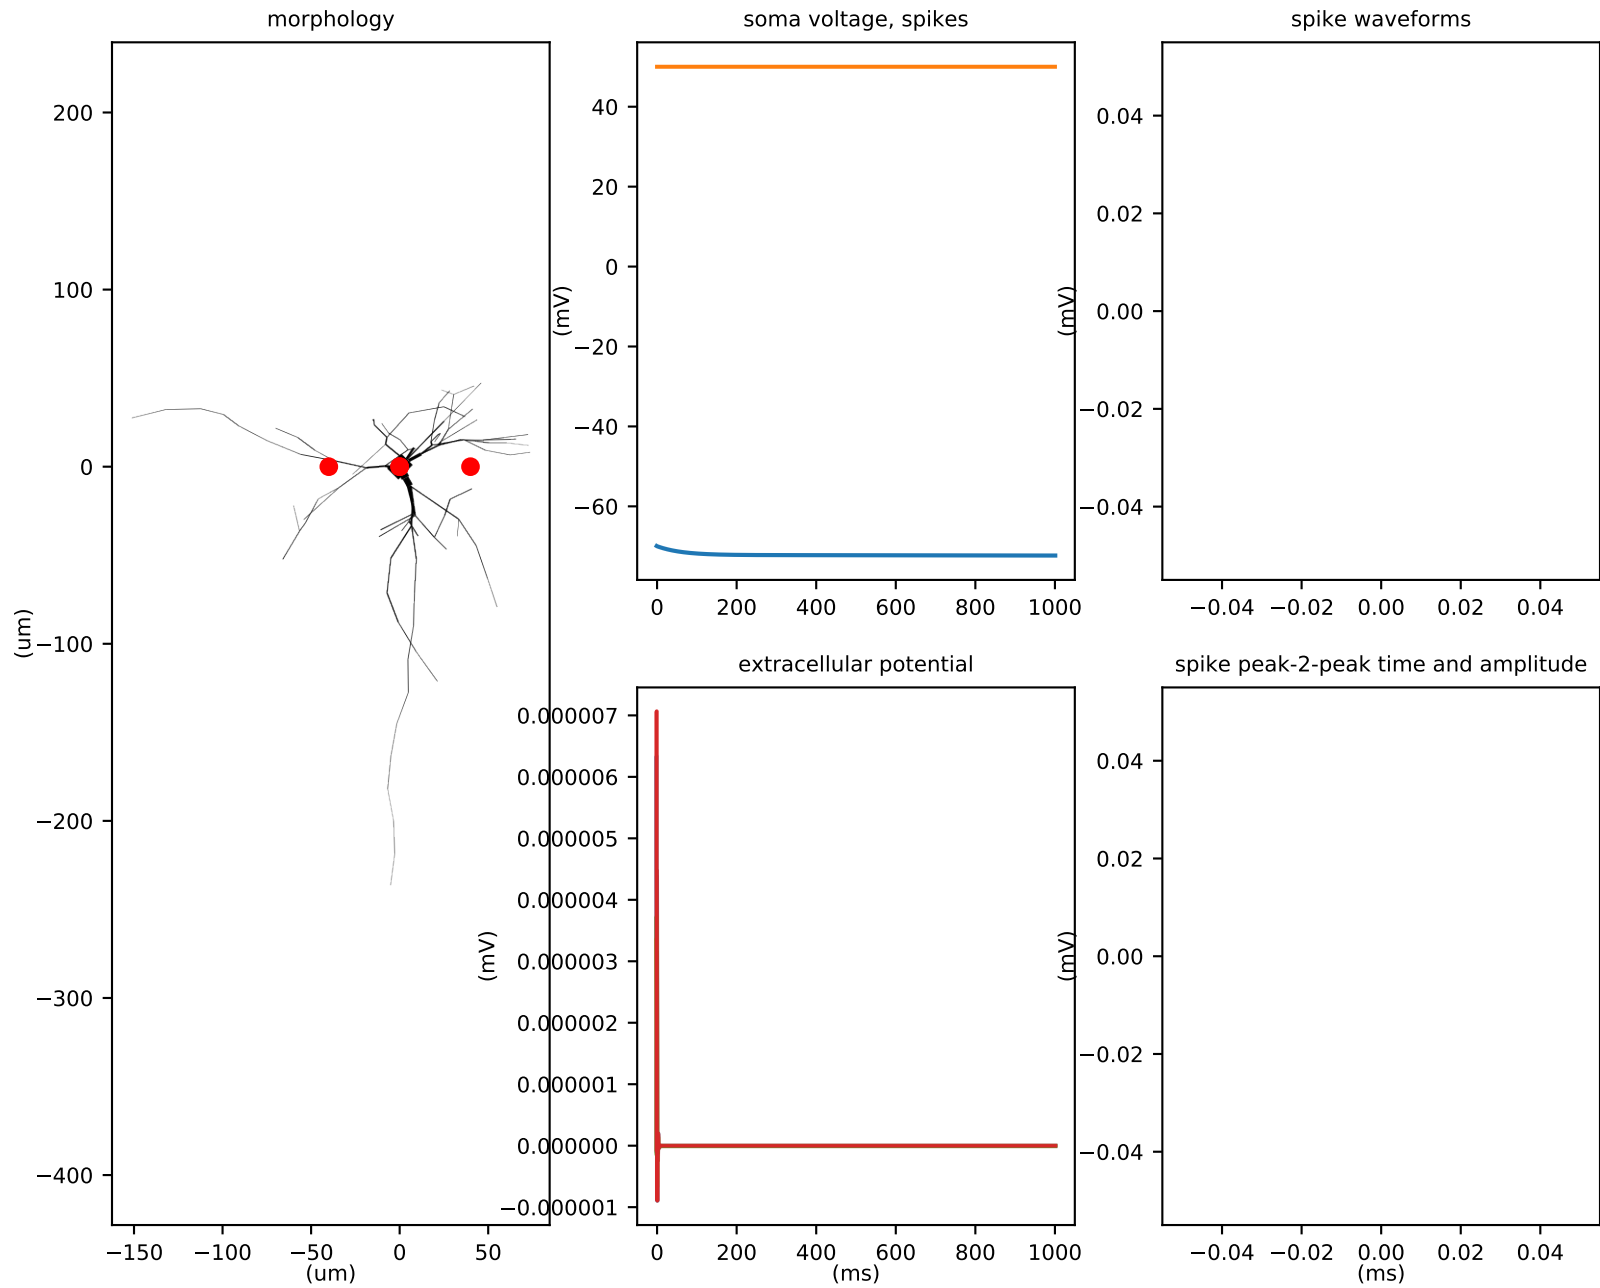 morphology
200
100
0
−100
−200
−300
−400
(um)
−150 −100 −50 0 50
(um)
soma voltage, spikes
40
20
0
−20
−40
−60
(mV)
0 200 400 600 800 1000
spike waveforms
0.04
0.02
0.00
−0.02
−0.04
(mV)
−0.04 −0.02 0.00 0.02 0.04
extracellular potential
0.000007
0.000006
0.000005
0.000004
0.000003
0.000002
0.000001
0.000000
−0.000001
(mV)
0 200 400 600 800 1000
(ms)
spike peak-2-peak time and amplitude
0.04
0.02
0.00
−0.02
−0.04
(mV)
−0.04 −0.02 0.00 0.02 0.04
(ms)